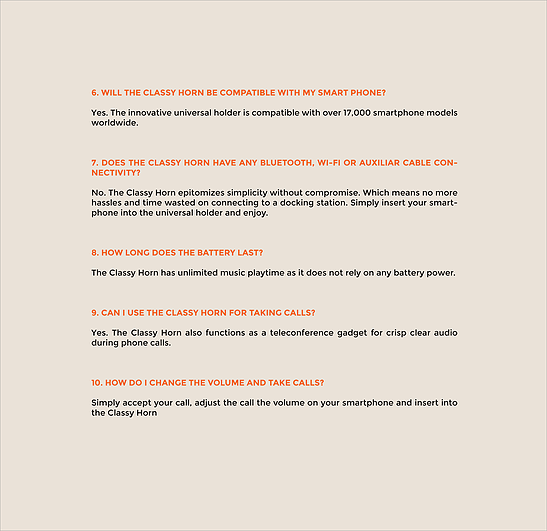 6. WILL THE CLASSY HORN BE COMPATIBLE WITH MY SMART PHONE?
Yes. The innovative universal holder is compatible with over 17,000 smartphone models
worldwide.
7. DOES THE CLASSY HORN HAVE ANY BLUETOOTH, WI-FI OR AUXILIAR CABLE CON-
NECTIVITY?
No. The Classy Horn epitomizes simplicity without compromise. Which means no more
hassles and time wasted on connecting to a docking station. Simply insert your smart-
phone into the universal holder and enjoy.
8. HOW LONG DOES THE BATTERY LAST?
The Classy Horn has unlimited music playtime as it does not rely on any battery power.
9. CAN I USE THE CLASSY HORN FOR TAKING CALLS?
Yes. The Classy Horn also functions as a teleconference gadget for crisp clear audio
during phone calls.
10. HOW DO I CHANGE THE VOLUME AND TAKE CALLS?
Simply accept your call, adjust the call the volume on your smartphone and insert into
the Classy Horn